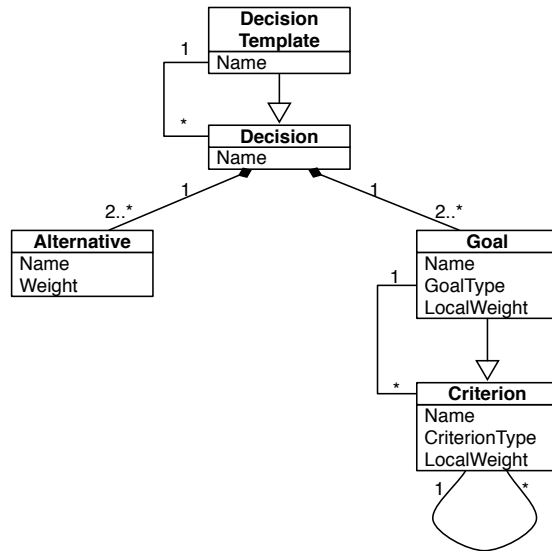 Decision
Template
Name
1
*
Decision
Name
1
1
2..*
2..*
Alternative
Name
Weight
Goal
Name
GoalType
LocalWeight
1
*
Criterion
Name
CriterionType
LocalWeight
1
*